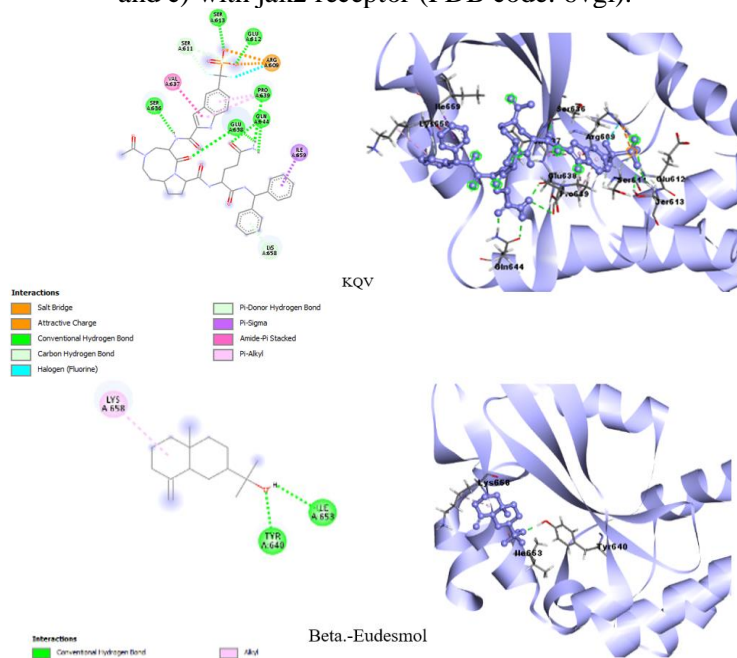 and e) with jak2 receptor (PDB code: 6vgl).
SER
A:613
GLU
A:612
SER
A:611
ARG
A:609
VAL
A:637
PRO
A:639
SER
A:636
GLU
A:638
GLN
A:644
ILE
A:659
LYS
A:658
Ile659
Lys658
Ser636
Arg609
Glu638
Glu612
Ser613
Gln644
KQV
Interactions
Salt Bridge
Attractive Charge
Conventional Hydrogen Bond
Carbon Hydrogen Bond
Halogen (Fluorine)
Pi-Donor Hydrogen Bond
Pi-Sigma
Amide-Pi Stacked
Pi-Alkyl
LYS
A:658
TYR
A:640
ILE
A:653
Tyr640
Beta.-Eudesmol
Interactions
Conventional Hydrogen Bond
Alkyl